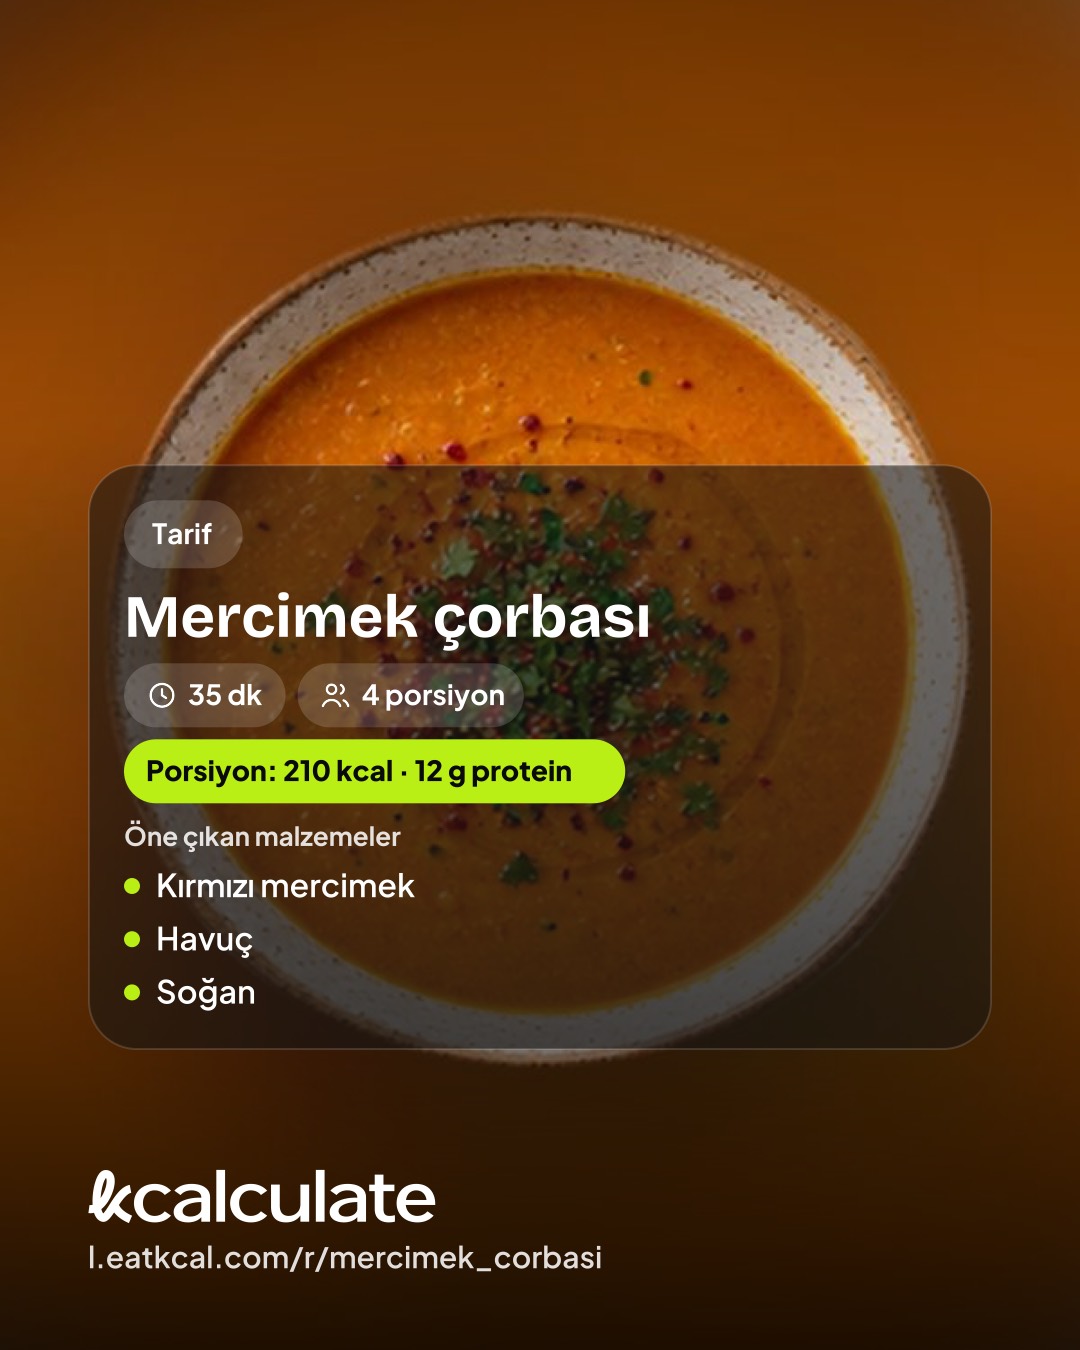 Tarif
Mercimek çorbası
35 dk
4 porsiyon
Porsiyon: 210 kcal · 12 g protein
Öne çıkan malzemeler
Kırmızı mercimek
Havuç
Soğan
kcalculate
l.eatkcal.com/r/mercimek_corbasi